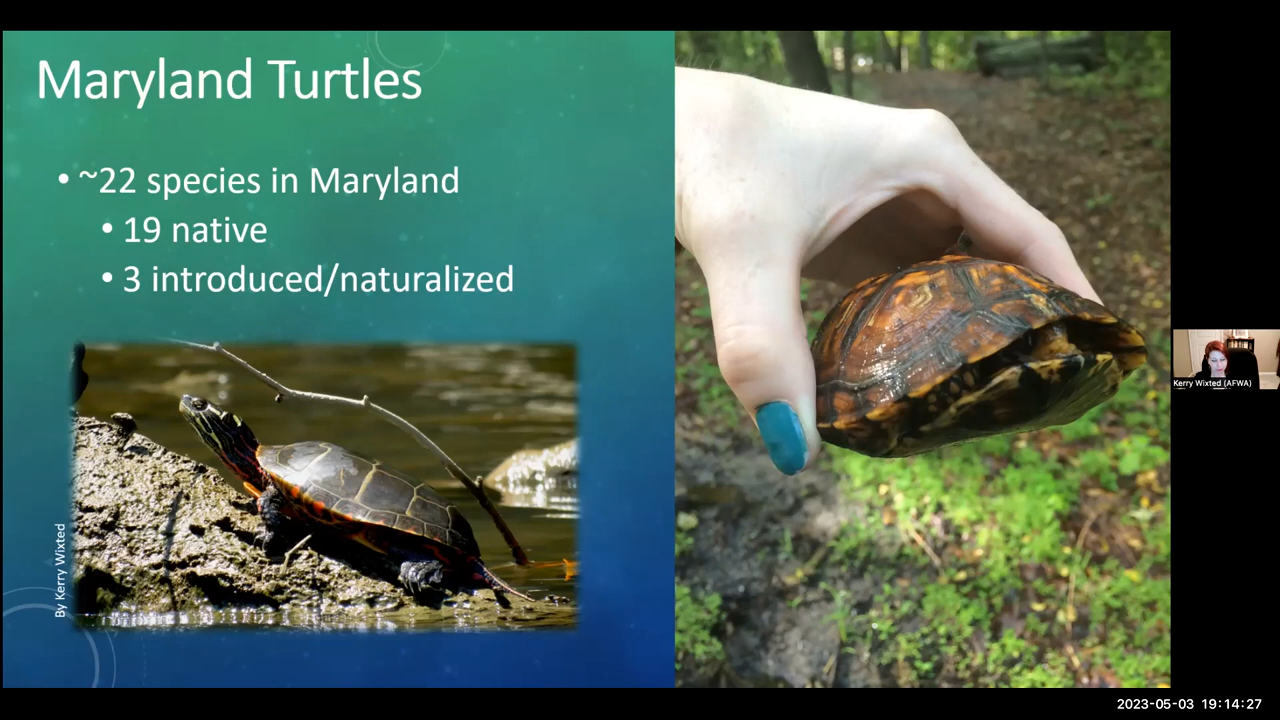 Maryland Turtles
• ~22 species in Maryland
• 19 native
• 3 introduced/naturalized
By Kerry Wixted
Kerry Wixted (AFWA)
2023-05-03 19:14:27